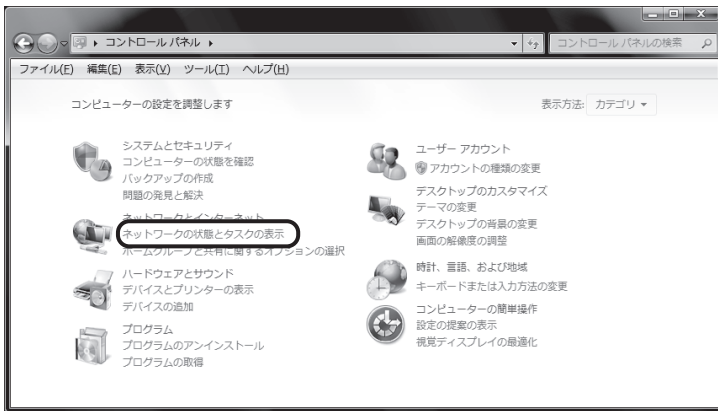 コントロール パネル
コントロール パネルの検索
ファイル(F) 編集(E) 表示(V) ツール(T) ヘルプ(H)
コンピューターの設定を調整します
表示方法: カテゴリ
システムとセキュリティ
コンピューターの状態を確認
バックアップの作成
問題の発見と解決
ネットワークとインターネット
ネットワークの状態とタスクの表示
ホームグループと共有に関するオプションの選択
ハードウェアとサウンド
デバイスとプリンターの表示
デバイスの追加
プログラム
プログラムのアンインストール
プログラムの取得
ユーザー アカウント
アカウントの種類の変更
デスクトップのカスタマイズ
テーマの変更
デスクトップの背景の変更
画面の解像度の調整
時計、言語、および地域
キーボードまたは入力方法の変更
コンピューターの簡単操作
設定の提案の表示
視覚ディスプレイの最適化